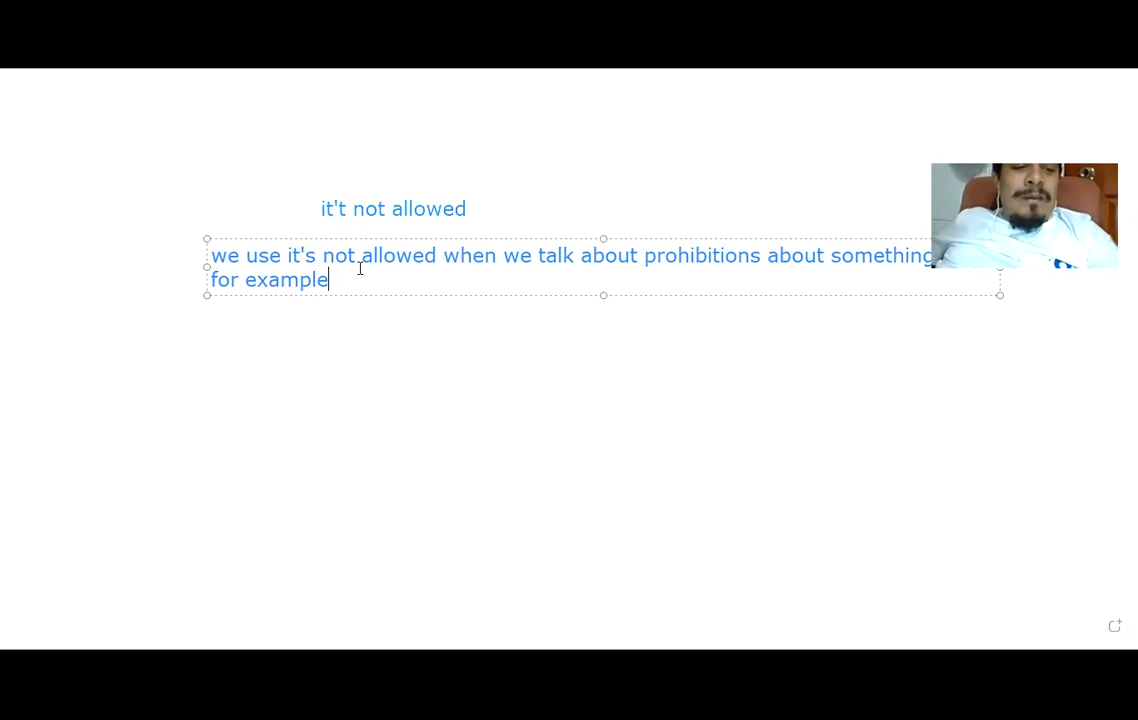 it't not allowed
we use it's not allowed when we talk about prohibitions about something
for example